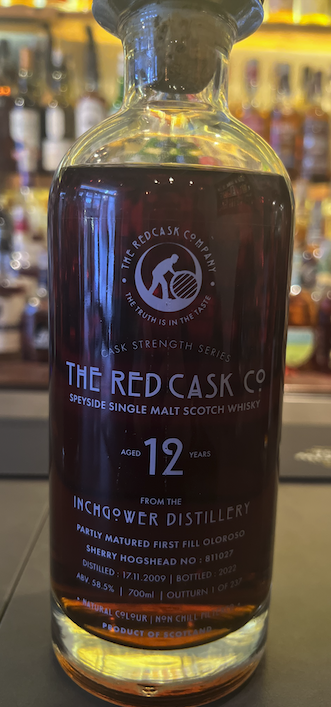 • THE REDCASK COMPANY •
THE TRUTH IS IN THE TASTE
CASK STRENGTH SERIES
THE RED CASK Co
SPEYSIDE SINGLE MALT SCOTCH WHISKY
AGED 12 YEARS
FROM THE
INCHGOWER DISTILLERY
PARTLY MATURED FIRST FILL OLOROSO
SHERRY HOGSHEAD NO : 811027
DISTILLED : 17.11.2009 | BOTTLED : 2022
ABV 58.5% | 700ml | OUTTURN 1 OF 237
• NATURAL COLOUR | NON CHILL
PRODUCT OF SCOTLAND